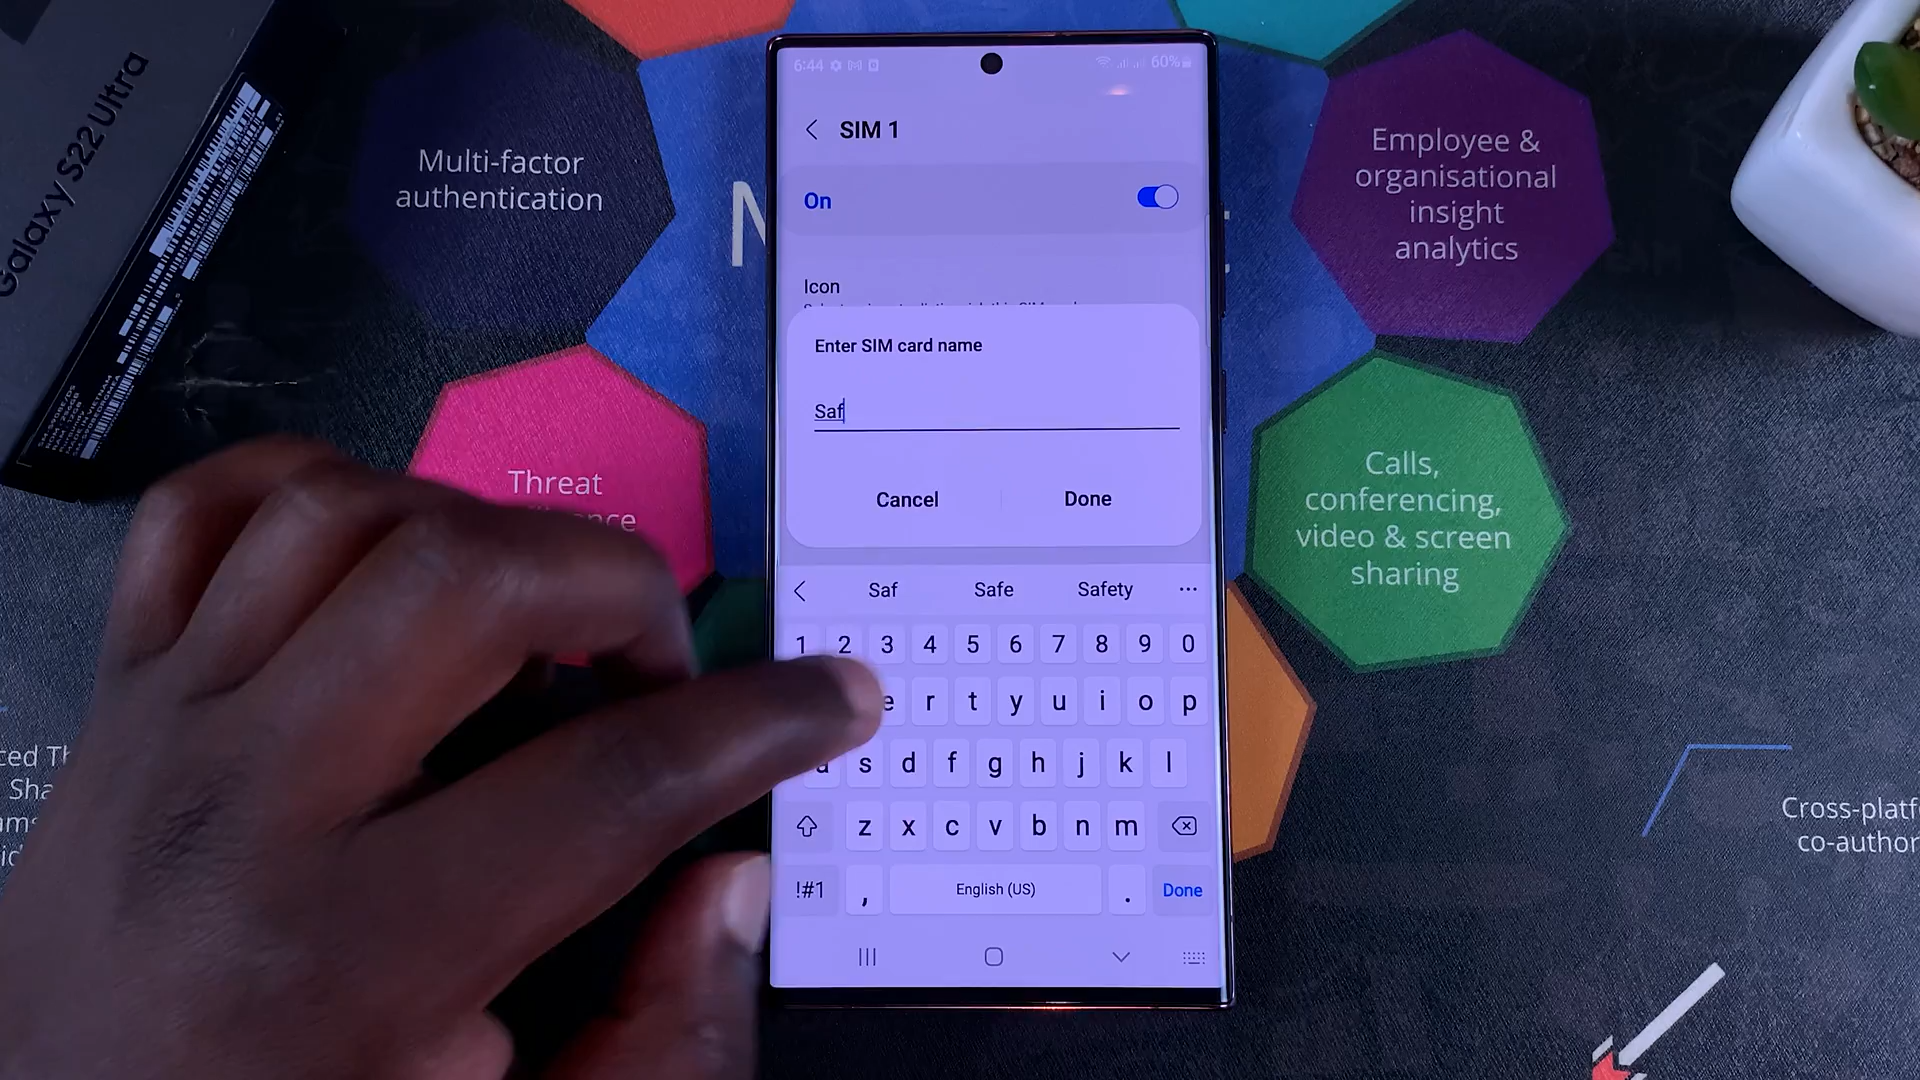 Galaxy S22 Ultra
Multi-factor
authentication
Threat
Employee &
organisational
insight
analytics
Calls,
conferencing,
video & screen
sharing
Cross-platf
co-author
6:44
60%
SIM 1
On
Icon
Enter SIM card name
Saf
Cancel
Done
Saf
Safe
Safety
1 2 3 4 5 6 7 8 9 0
e r t y u i o p
a s d f g h j k l
z x c v b n m
!#1 , English (US) . Done